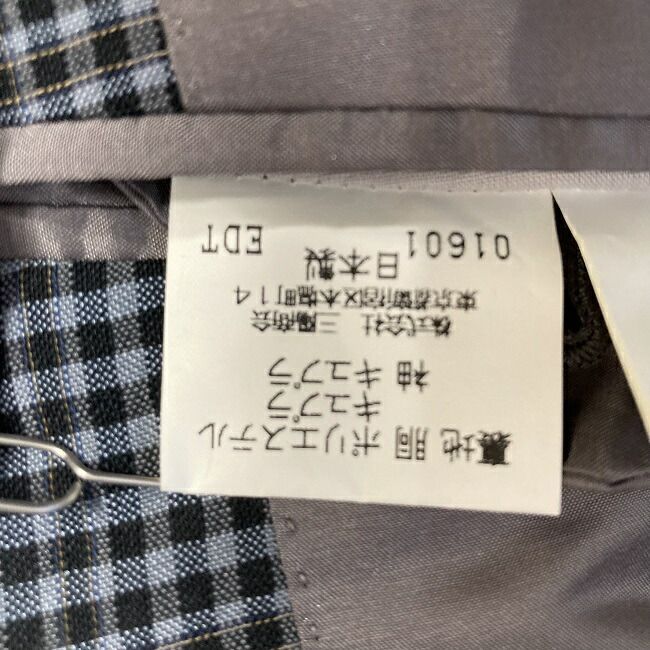 裏地 胴 ポリエステル
キュプラ
袖 キュプラ
株式会社 三陽商会
東京都新宿区本塩町14
日本製
01601 EDT